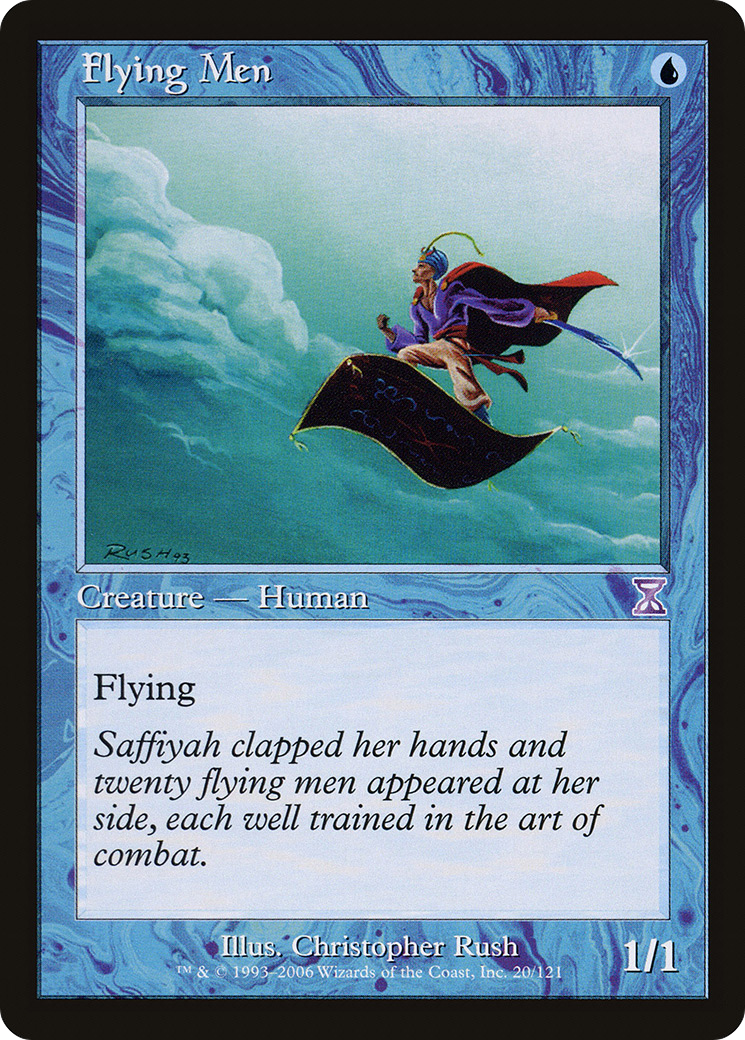 Flying Men
RUSH 93
Creature — Human
Flying
Saffiyah clapped her hands and
twenty flying men appeared at her
side, each well trained in the art of
combat.
Illus. Christopher Rush
™ & © 1993–2006 Wizards of the Coast, Inc. 20/121
1/1